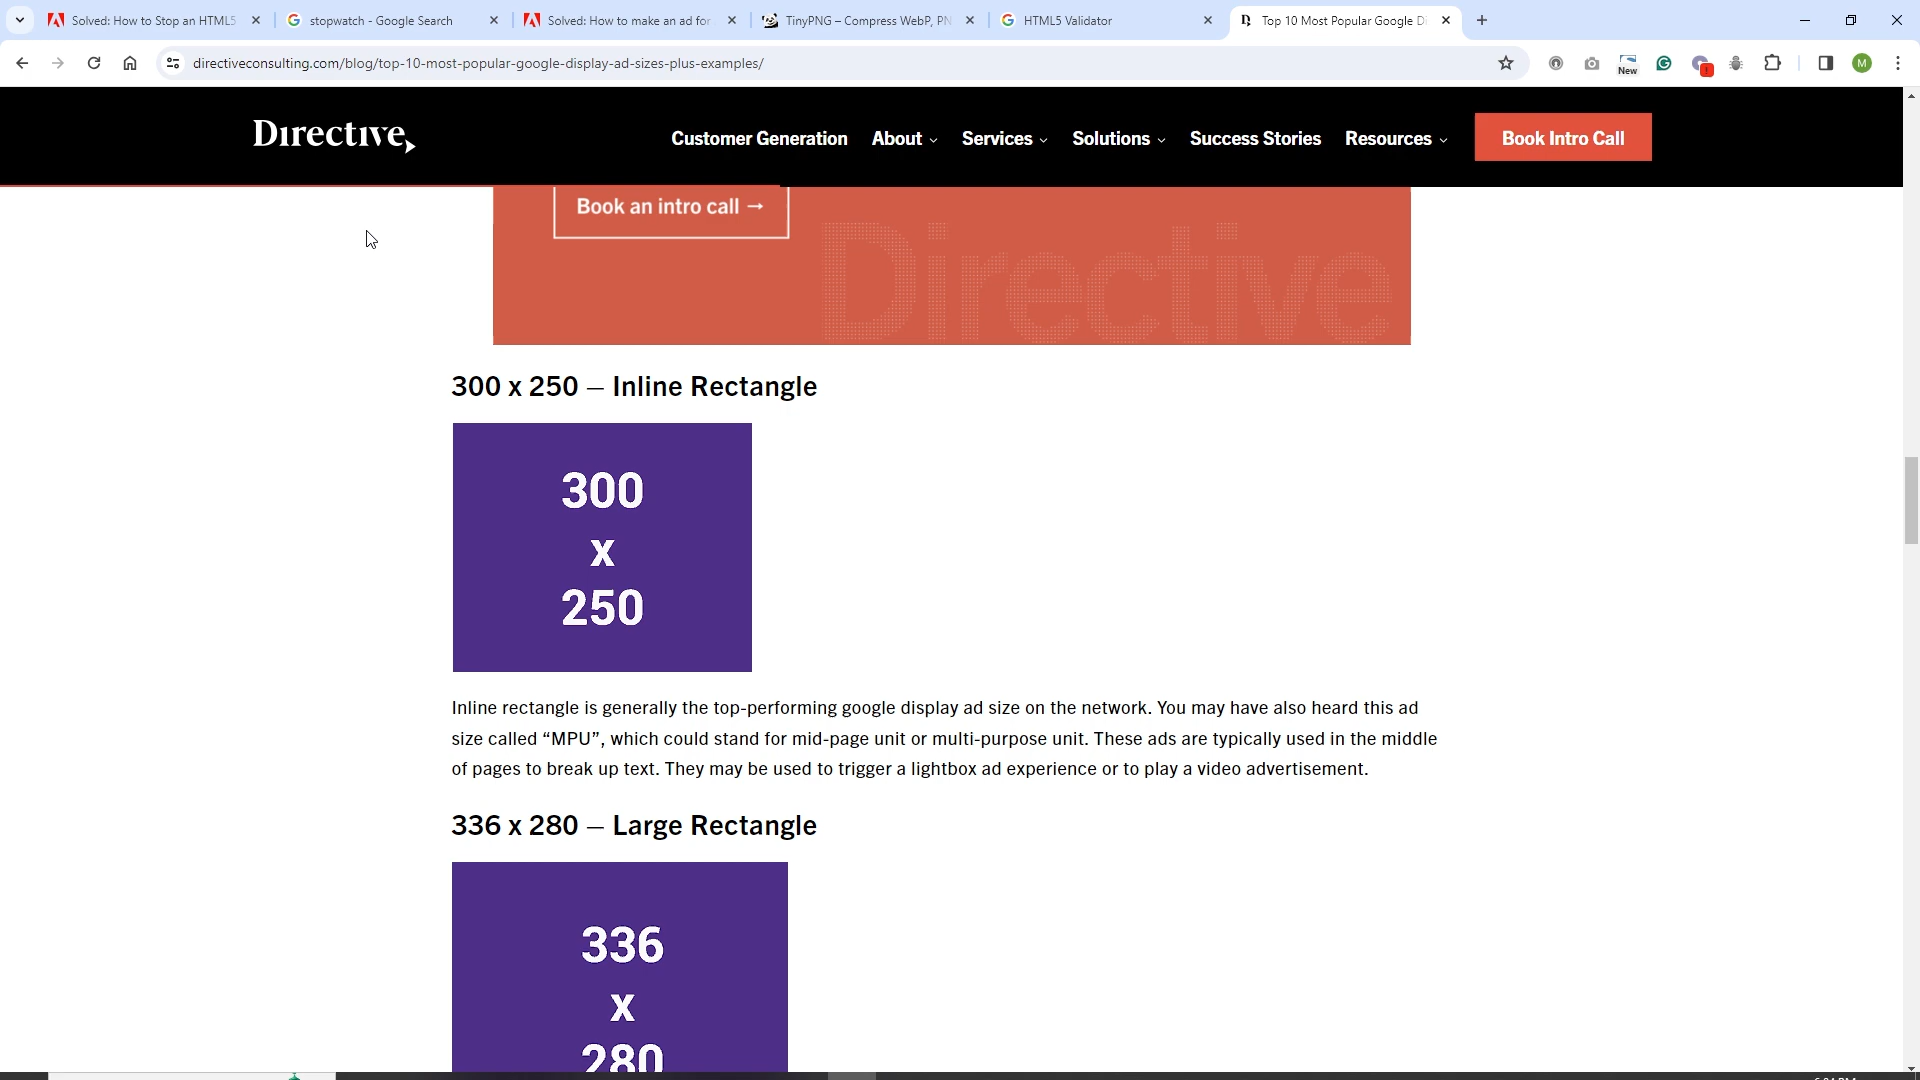 Solved: How to Stop an HTML5
stopwatch - Google Search
Solved: How to make an ad for
TinyPNG – Compress WebP, PN
HTML5 Validator
Top 10 Most Popular Google Di
directiveconsulting.com/blog/top-10-most-popular-google-display-ad-sizes-plus-examples/
New
M
Directive
Customer Generation
About
Services
Solutions
Success Stories
Resources
Book Intro Call
Book an intro call →
Directive
300 x 250 – Inline Rectangle
300
x
250
Inline rectangle is generally the top-performing google display ad size on the network. You may have also heard this ad
size called “MPU”, which could stand for mid-page unit or multi-purpose unit. These ads are typically used in the middle
of pages to break up text. They may be used to trigger a lightbox ad experience or to play a video advertisement.
336 x 280 – Large Rectangle
336
x
280